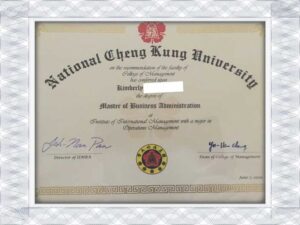 National Cheng Kung University
on the recommendation of the faculty of
College of Management
has conferred upon
Kimberly
the degree of
Master of Business Administration
at
Institute of International Management with a major in
Operations Management
Director of IIMBA
Dean of College of Management